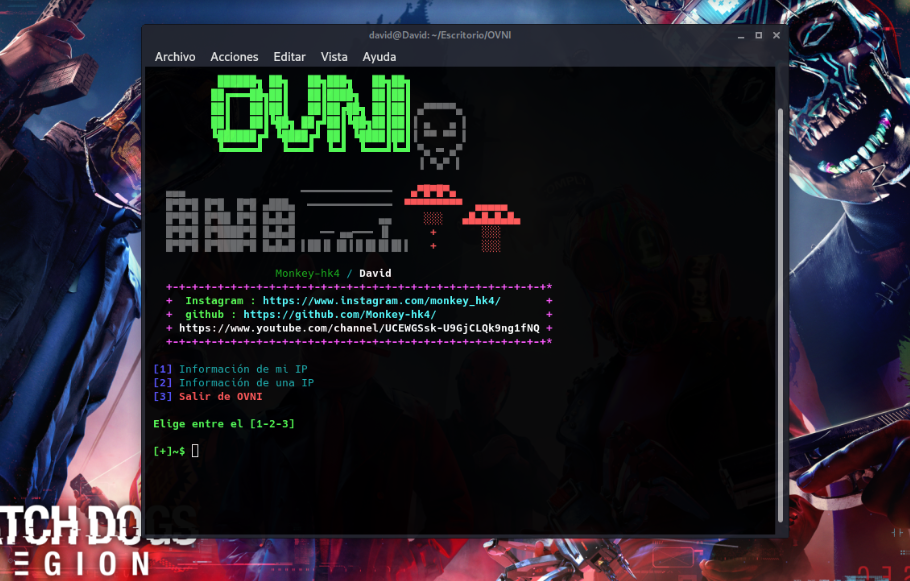 david@David: ~/Escritorio/OVNI
Archivo Acciones Editar Vista Ayuda
OVNI
Monkey-hk4 / David
+-+-+-+-+-+-+-+-+-+-+-+-+-+-+-+-+-+-+-+-+-+-+-+-+-+-+-+-+-+*
+ Instagram : https://www.instagram.com/monkey_hk4/ +
+ github : https://github.com/Monkey-hk4/ +
+ https://www.youtube.com/channel/UCEWGSsk-U9GjCLQk9ng1fNQ +
+-+-+-+-+-+-+-+-+-+-+-+-+-+-+-+-+-+-+-+-+-+-+-+-+-+-+-+-+-+*
[1] Información de mi IP
[2] Información de una IP
[3] Salir de OVNI
Elige entre el [1-2-3]
[+]~$
ATCH DOGS
LEGION